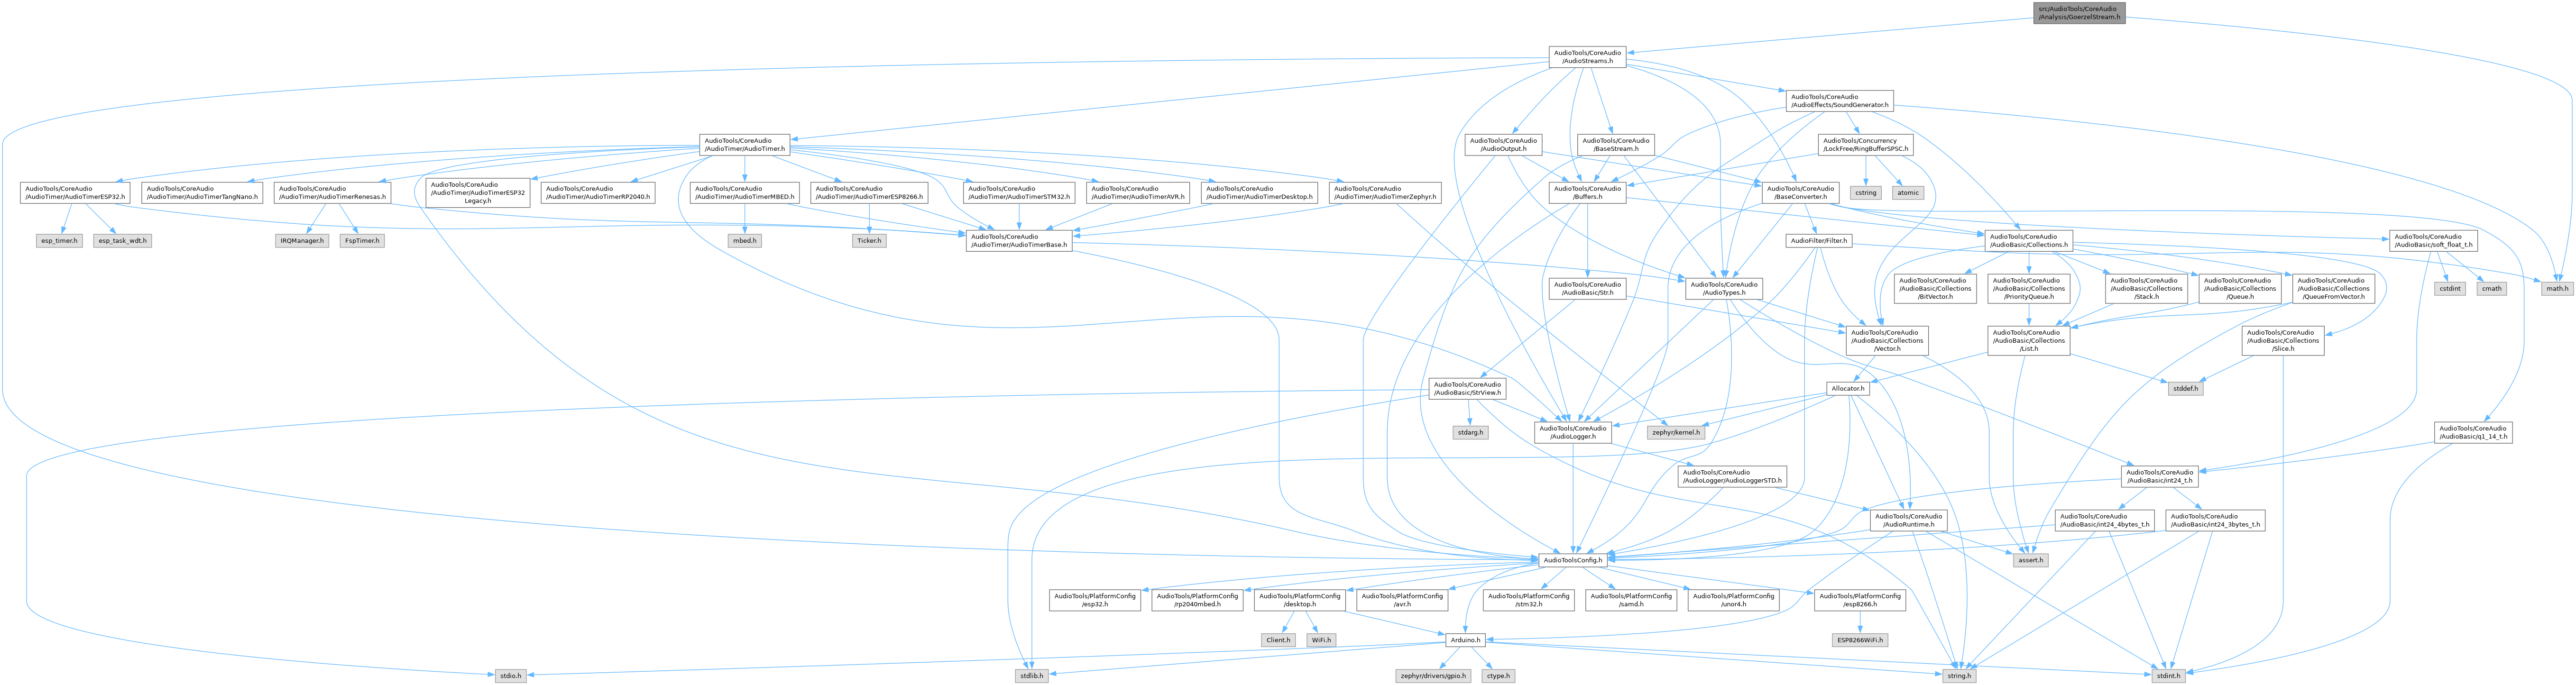 src/AudioTools/CoreAudio
/Analysis/GoerzelStream.h
AudioTools/CoreAudio
/AudioStreams.h
AudioTools/CoreAudio
/AudioEffects/SoundGenerator.h
AudioTools/CoreAudio
/AudioTimer/AudioTimer.h
AudioTools/CoreAudio
/AudioOutput.h
AudioTools/CoreAudio
/BaseStream.h
AudioTools/Concurrency
/LockFree/RingBufferSPSC.h
AudioTools/CoreAudio
/AudioTimer/AudioTimerESP32.h
AudioTools/CoreAudio
/AudioTimer/AudioTimerTangNano.h
AudioTools/CoreAudio
/AudioTimer/AudioTimerRenesas.h
AudioTools/CoreAudio
/AudioTimer/AudioTimerESP32
Legacy.h
AudioTools/CoreAudio
/AudioTimer/AudioTimerRP2040.h
AudioTools/CoreAudio
/AudioTimer/AudioTimerMBED.h
AudioTools/CoreAudio
/AudioTimer/AudioTimerESP8266.h
AudioTools/CoreAudio
/AudioTimer/AudioTimerSTM32.h
AudioTools/CoreAudio
/AudioTimer/AudioTimerAVR.h
AudioTools/CoreAudio
/AudioTimer/AudioTimerDesktop.h
AudioTools/CoreAudio
/AudioTimer/AudioTimerZephyr.h
AudioTools/CoreAudio
/Buffers.h
AudioTools/CoreAudio
/BaseConverter.h
cstring
atomic
esp_timer.h
esp_task_wdt.h
IRQManager.h
FspTimer.h
mbed.h
Ticker.h
AudioTools/CoreAudio
/AudioTimer/AudioTimerBase.h
AudioFilter/Filter.h
AudioTools/CoreAudio
/AudioBasic/Collections.h
AudioTools/CoreAudio
/AudioBasic/soft_float_t.h
AudioTools/CoreAudio
/AudioBasic/Str.h
AudioTools/CoreAudio
/AudioTypes.h
AudioTools/CoreAudio
/AudioBasic/Collections
/BitVector.h
AudioTools/CoreAudio
/AudioBasic/Collections
/PriorityQueue.h
AudioTools/CoreAudio
/AudioBasic/Collections
/Stack.h
AudioTools/CoreAudio
/AudioBasic/Collections
/Queue.h
AudioTools/CoreAudio
/AudioBasic/Collections
/QueueFromVector.h
cstdint
cmath
math.h
AudioTools/CoreAudio
/AudioBasic/Collections
/Vector.h
AudioTools/CoreAudio
/AudioBasic/Collections
/List.h
AudioTools/CoreAudio
/AudioBasic/Collections
/Slice.h
AudioTools/CoreAudio
/AudioBasic/StrView.h
Allocator.h
stddef.h
stdarg.h
AudioTools/CoreAudio
/AudioLogger.h
zephyr/kernel.h
AudioTools/CoreAudio
/AudioBasic/q1_14_t.h
AudioTools/CoreAudio
/AudioLogger/AudioLoggerSTD.h
AudioTools/CoreAudio
/AudioBasic/int24_t.h
AudioTools/CoreAudio
/AudioRuntime.h
AudioTools/CoreAudio
/AudioBasic/int24_4bytes_t.h
AudioTools/CoreAudio
/AudioBasic/int24_3bytes_t.h
AudioToolsConfig.h
assert.h
AudioTools/PlatformConfig
/esp32.h
AudioTools/PlatformConfig
/rp2040mbed.h
AudioTools/PlatformConfig
/desktop.h
AudioTools/PlatformConfig
/avr.h
AudioTools/PlatformConfig
/stm32.h
AudioTools/PlatformConfig
/samd.h
AudioTools/PlatformConfig
/unor4.h
AudioTools/PlatformConfig
/esp8266.h
Client.h
WiFi.h
Arduino.h
ESP8266WiFi.h
stdio.h
stdlib.h
zephyr/drivers/gpio.h
ctype.h
string.h
stdint.h